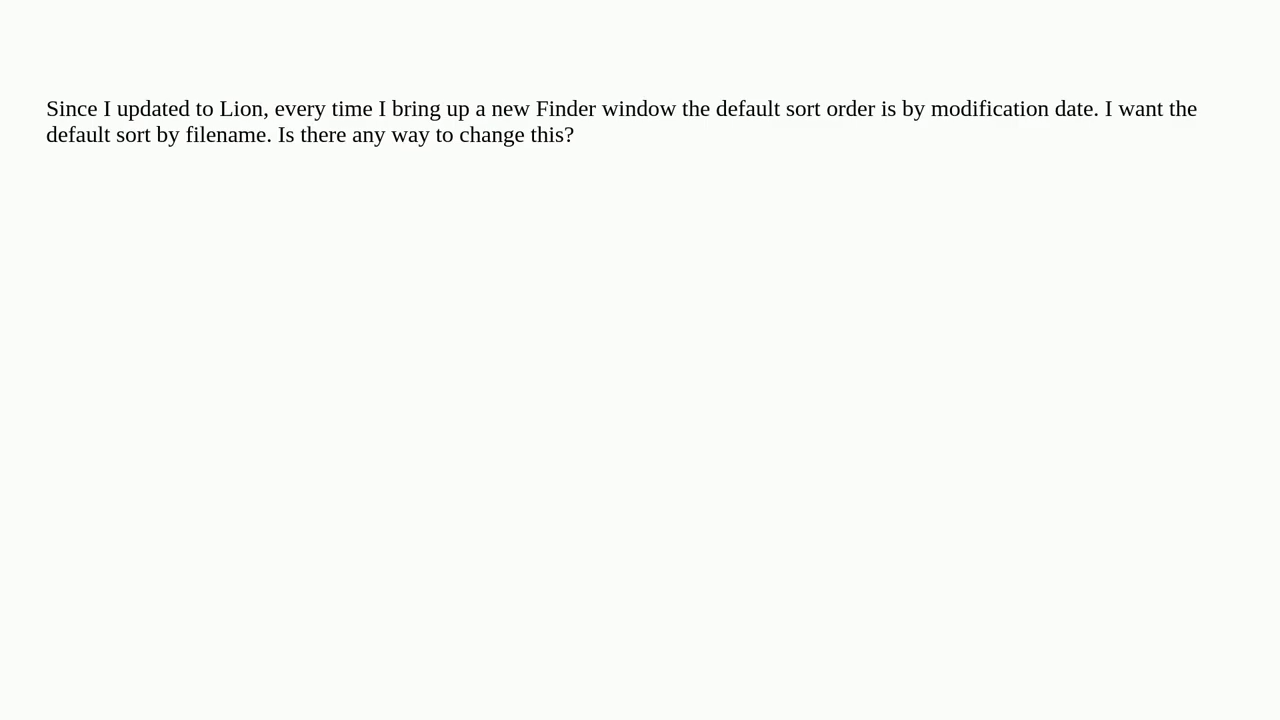 Since I updated to Lion, every time I bring up a new Finder window the default sort order is by modification date. I want the
default sort by filename. Is there any way to change this?